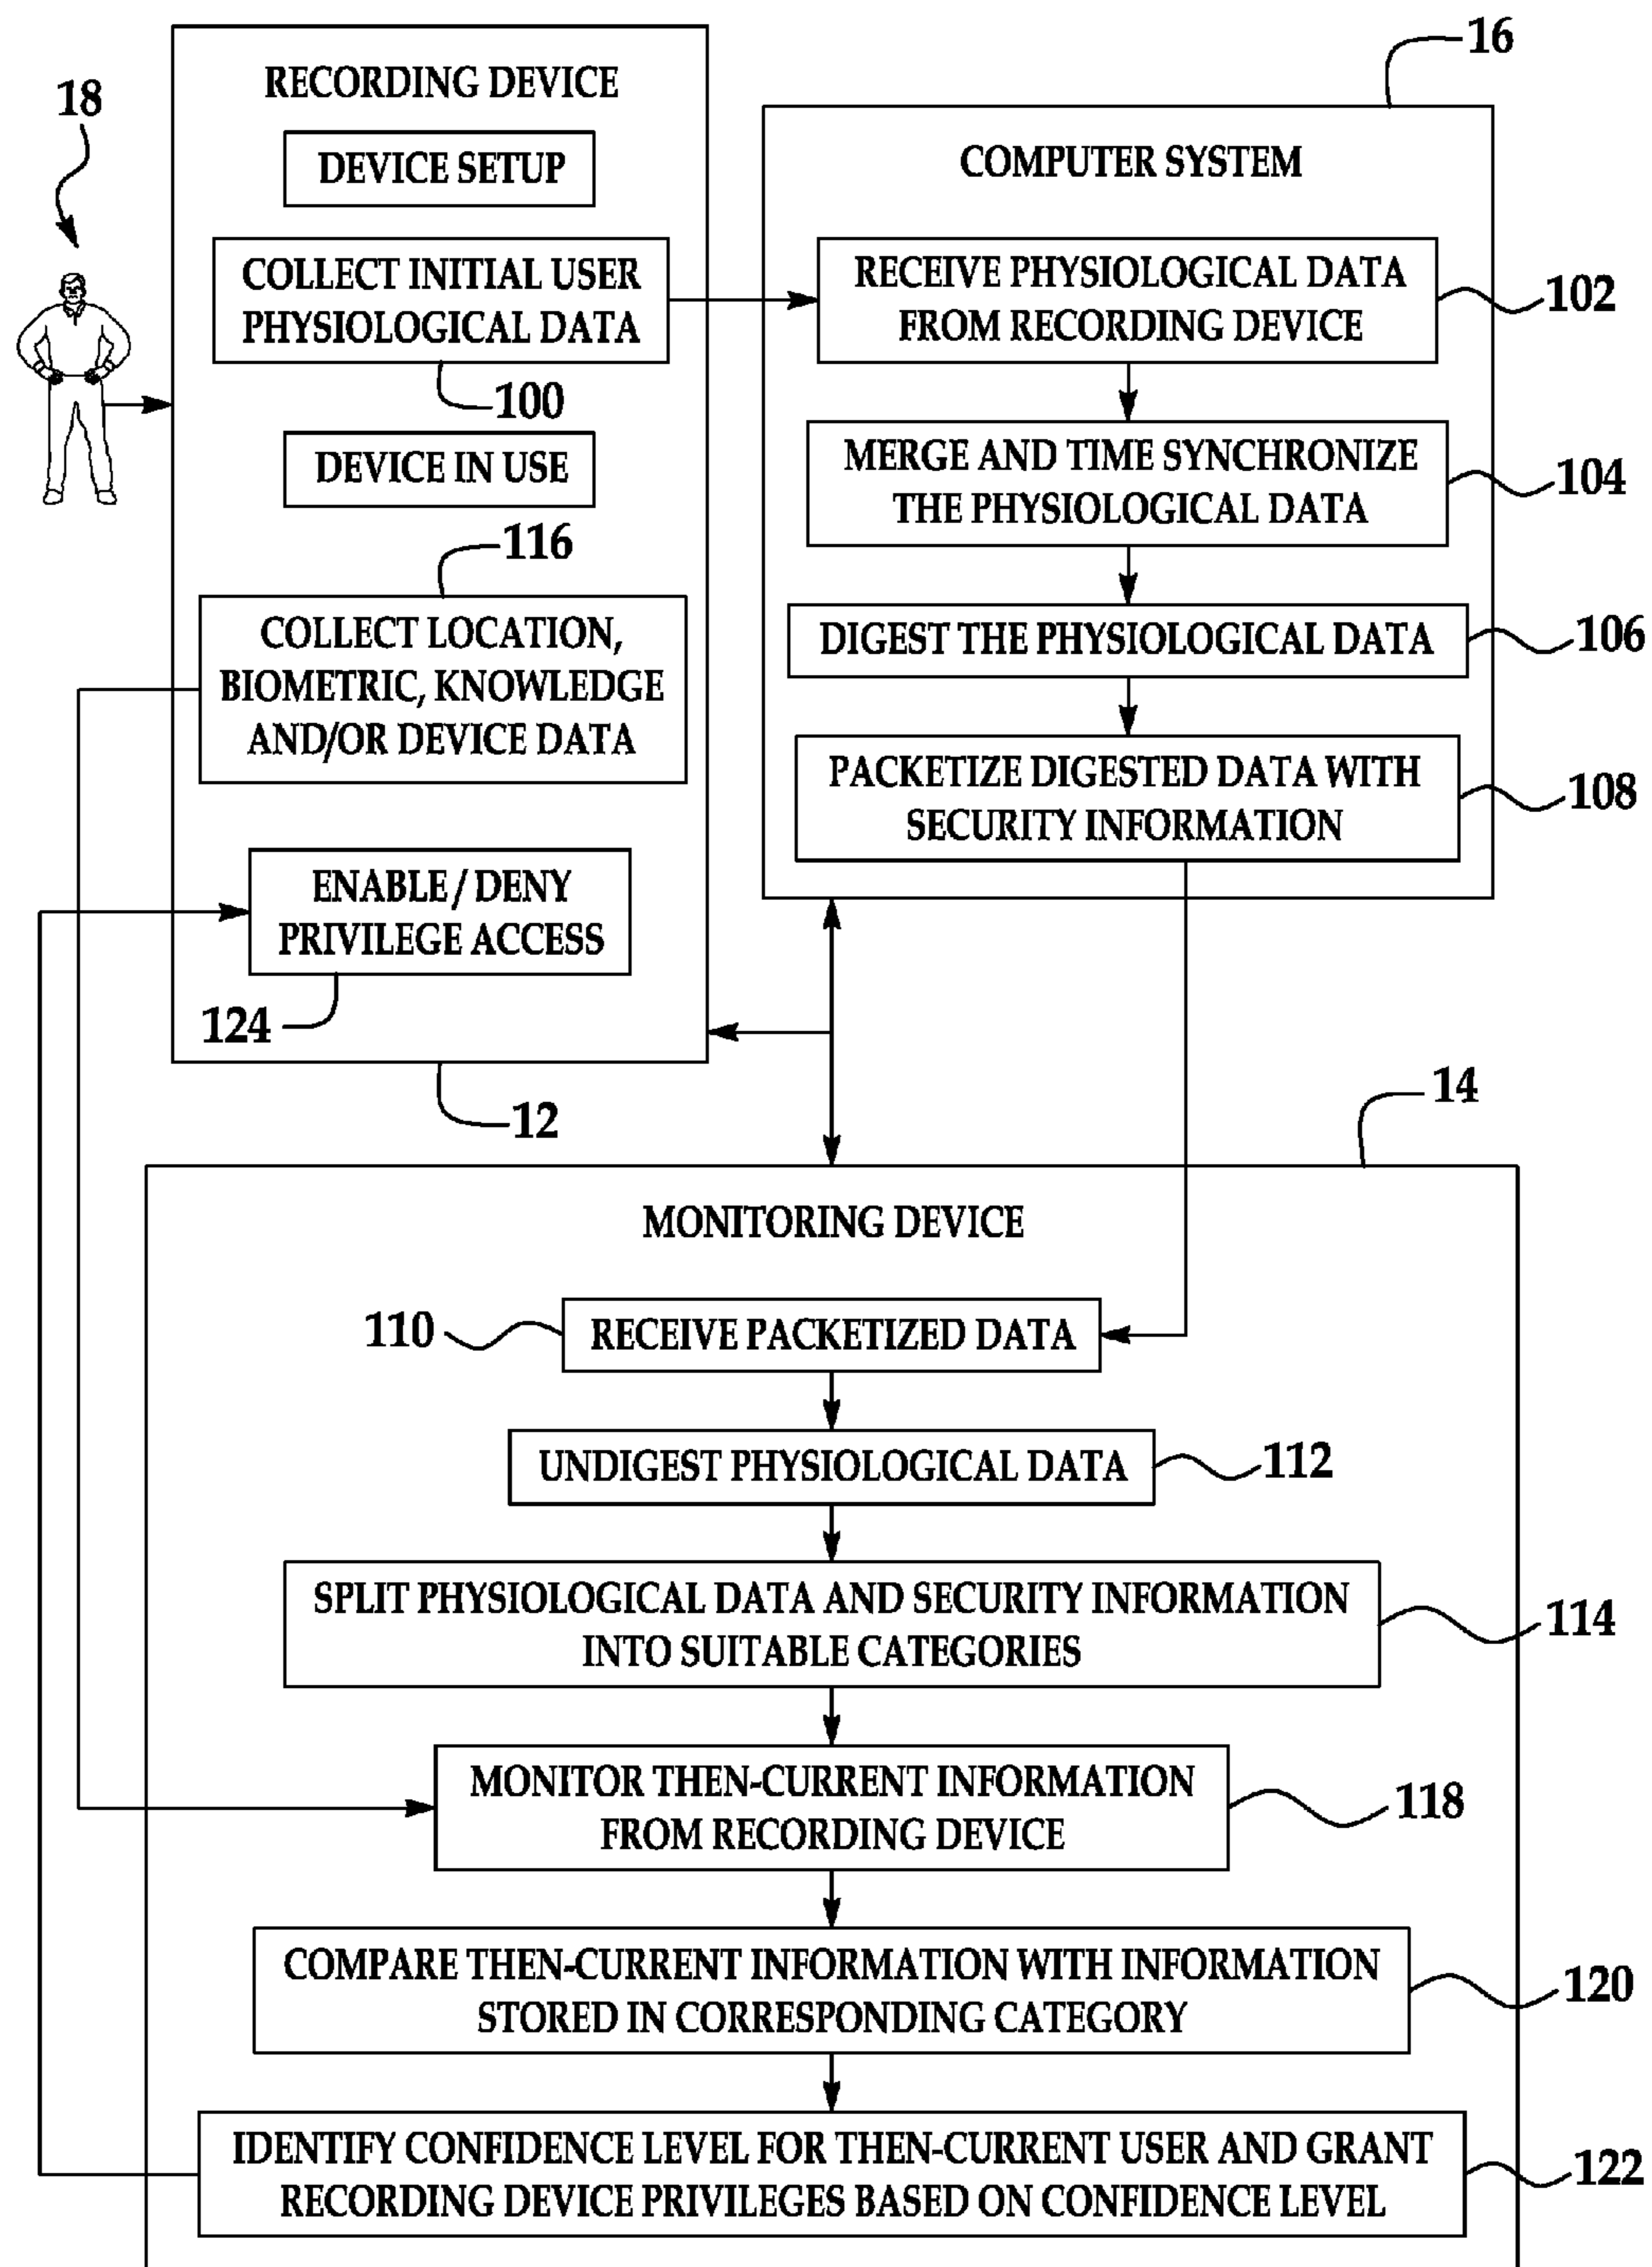 18
RECORDING DEVICE
DEVICE SETUP
COLLECT INITIAL USER
PHYSIOLOGICAL DATA
100
DEVICE IN USE
116
COLLECT LOCATION,
BIOMETRIC, KNOWLEDGE
AND/OR DEVICE DATA
ENABLE / DENY
PRIVILEGE ACCESS
124
12
16
COMPUTER SYSTEM
RECEIVE PHYSIOLOGICAL DATA
FROM RECORDING DEVICE
102
MERGE AND TIME SYNCHRONIZE
THE PHYSIOLOGICAL DATA
104
DIGEST THE PHYSIOLOGICAL DATA
106
PACKETIZE DIGESTED DATA WITH
SECURITY INFORMATION
108
14
MONITORING DEVICE
110
RECEIVE PACKETIZED DATA
UNDIGEST PHYSIOLOGICAL DATA
112
SPLIT PHYSIOLOGICAL DATA AND SECURITY INFORMATION
INTO SUITABLE CATEGORIES
114
MONITOR THEN-CURRENT INFORMATION
FROM RECORDING DEVICE
118
COMPARE THEN-CURRENT INFORMATION WITH INFORMATION
STORED IN CORRESPONDING CATEGORY
120
IDENTIFY CONFIDENCE LEVEL FOR THEN-CURRENT USER AND GRANT
RECORDING DEVICE PRIVILEGES BASED ON CONFIDENCE LEVEL
122